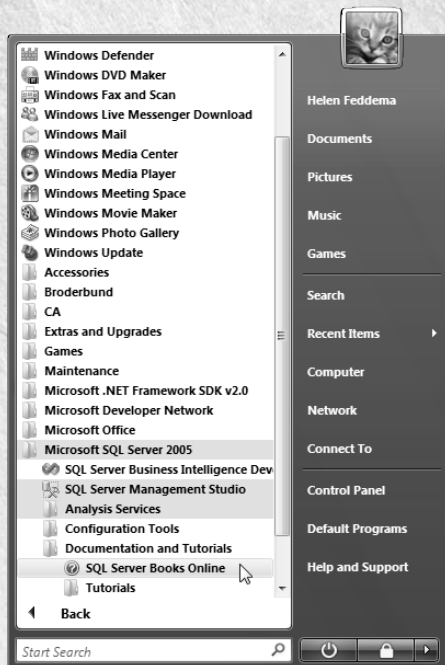 Windows Defender
Windows DVD Maker
Windows Fax and Scan
Windows Live Messenger Download
Windows Mail
Windows Media Center
Windows Media Player
Windows Meeting Space
Windows Movie Maker
Windows Photo Gallery
Windows Update
Accessories
Broderbund
CA
Extras and Upgrades
Games
Maintenance
Microsoft .NET Framework SDK v2.0
Microsoft Developer Network
Microsoft Office
Microsoft SQL Server 2005
SQL Server Business Intelligence Dev
SQL Server Management Studio
Analysis Services
Configuration Tools
Documentation and Tutorials
SQL Server Books Online
Tutorials
Back
Start Search
Helen Feddema
Documents
Pictures
Music
Games
Search
Recent Items
Computer
Network
Connect To
Control Panel
Default Programs
Help and Support